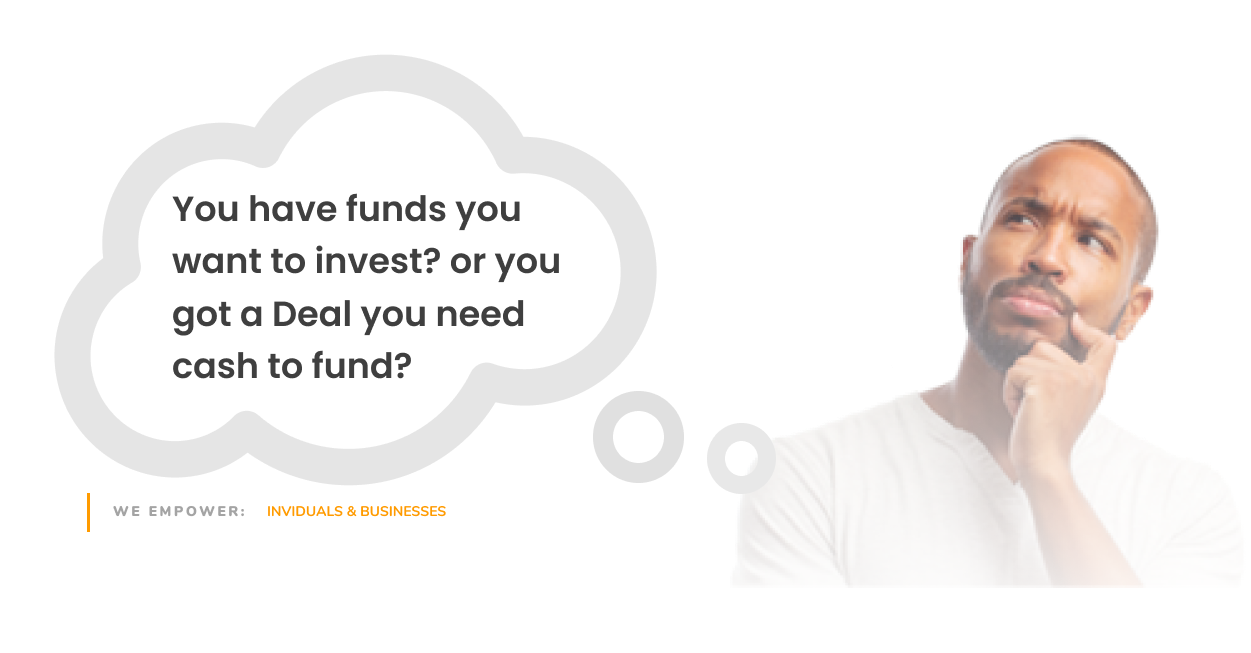 You have funds you
want to invest? or you
got a Deal you need
cash to fund?
WE EMPOWER: INVIDUALS & BUSINESSES